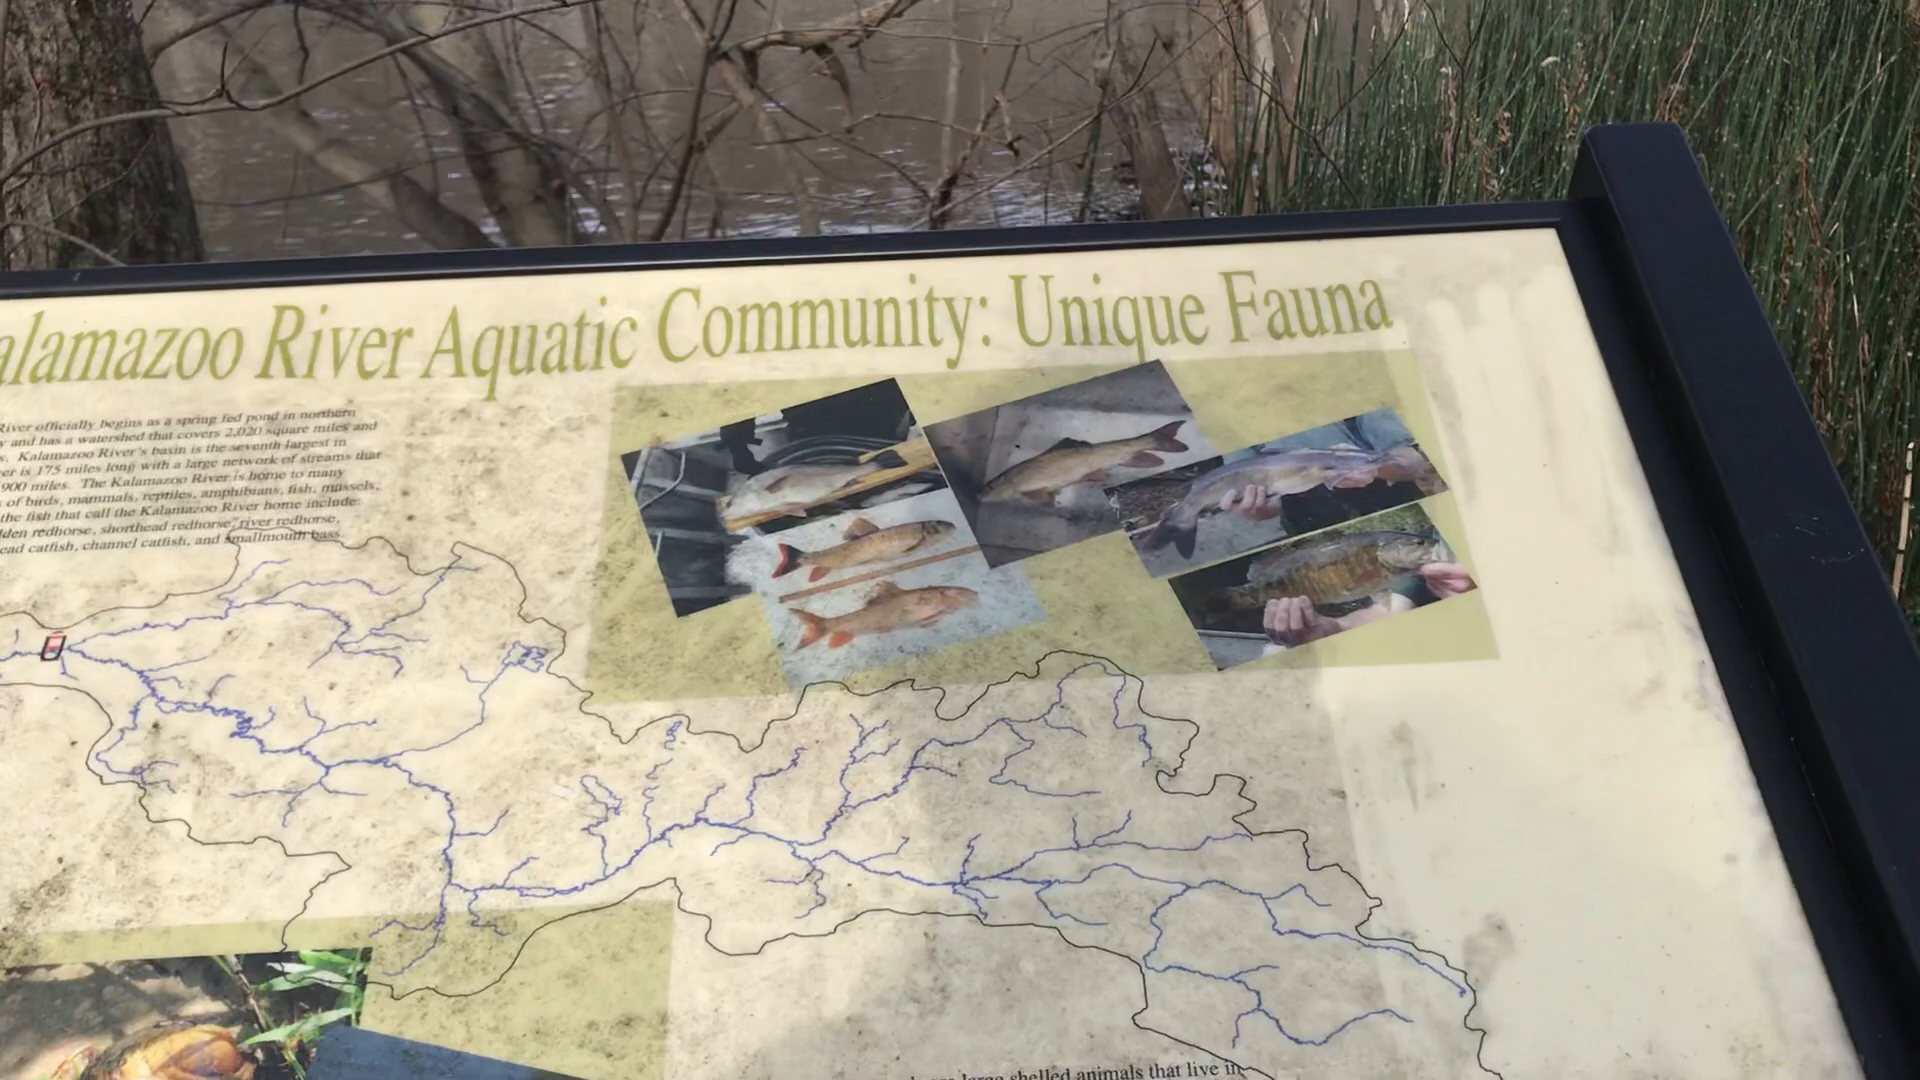 alamazoo River Aquatic Community: Unique Fauna
River officially begins as a spring fed pond in northern
y and has a watershed that covers 2,020 square miles and
s. Kalamazoo River's basin is the seventh largest in
er is 175 miles long with a large network of streams that
900 miles. The Kalamazoo River is home to many
of birds, mammals, reptiles, amphibians, fish, mussels,
the fish that call the Kalamazoo River home include:
lden redhorse, shorthead redhorse, river redhorse,
ead catfish, channel catfish, and smallmouth bass
large shelled animals that live in